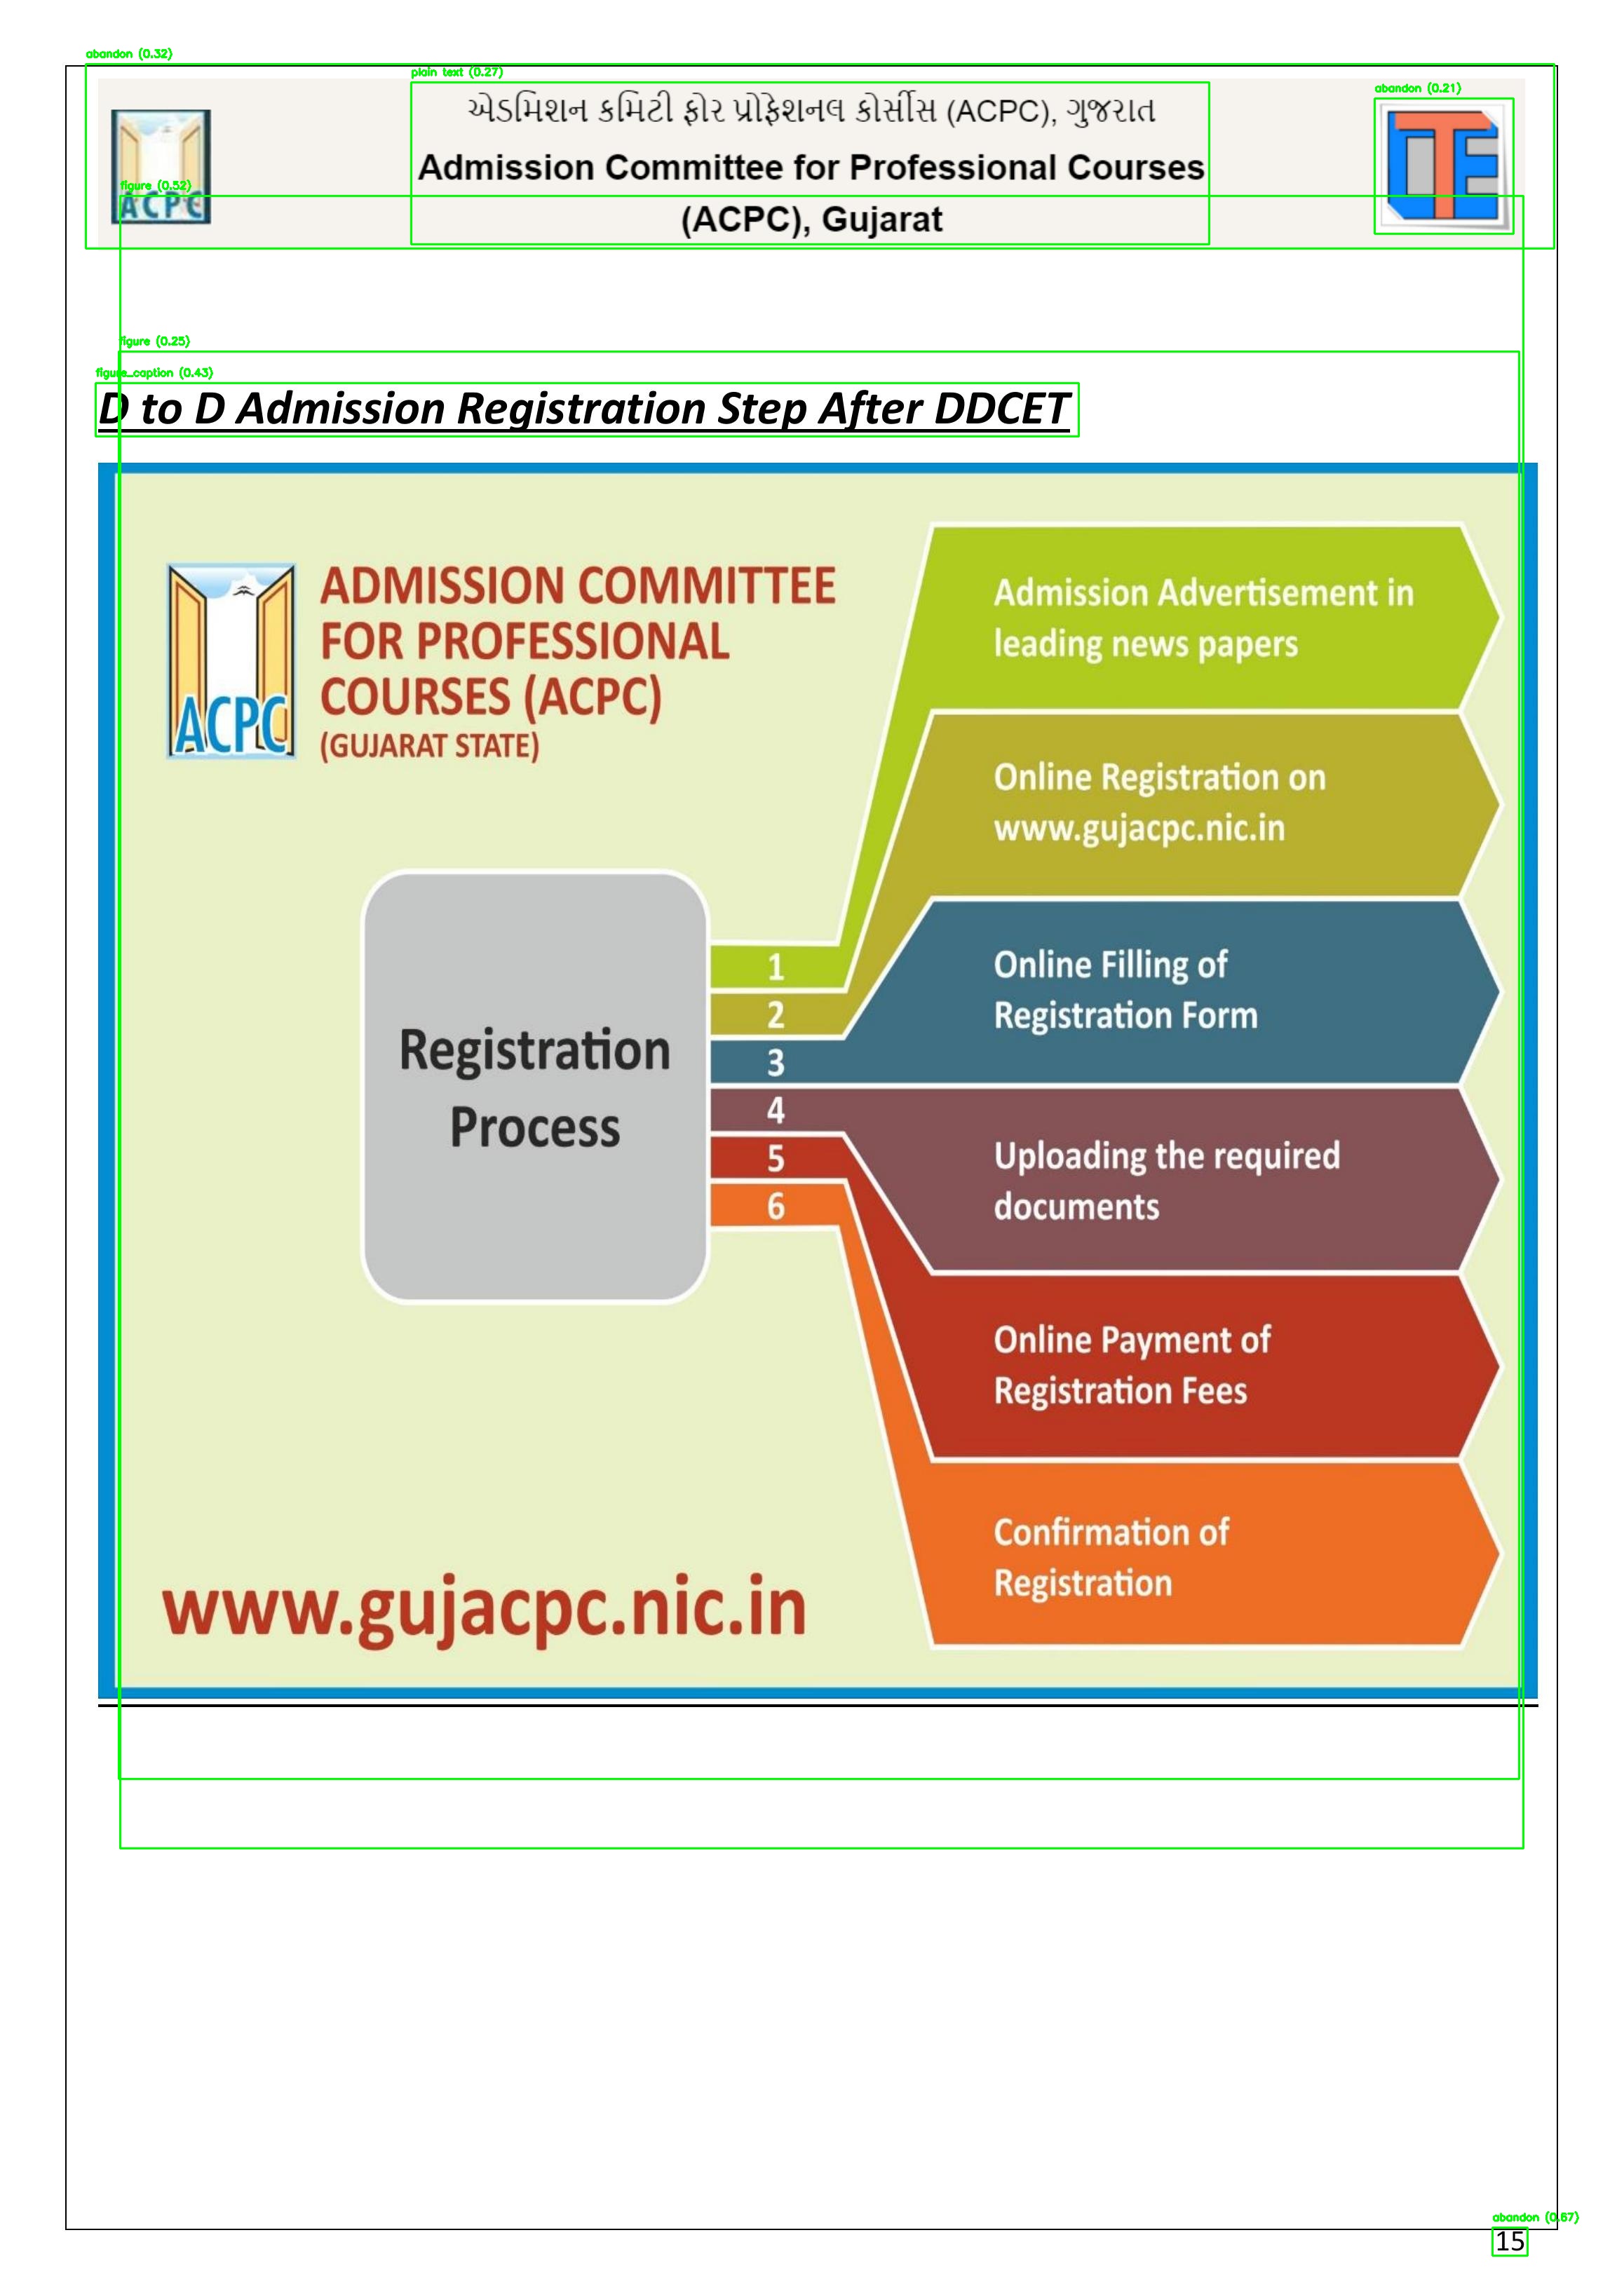 abandon (0.32)
plain text (0.27)
abandon (0.21)
એડમિશન કમિટી ફોર પ્રોફેશનલ કોર્સીસ (ACPC), ગુજરાત
Admission Committee for Professional Courses
(ACPC), Gujarat
figure (0.52)
ACPC
figure (0.25)
figure_caption (0.43)
D to D Admission Registration Step After DDCET
ACPC
ADMISSION COMMITTEE
FOR PROFESSIONAL
COURSES (ACPC)
(GUJARAT STATE)
Registration
Process
1
Admission Advertisement in
leading news papers
2
Online Registration on
www.gujacpc.nic.in
3
Online Filling of
Registration Form
4
Uploading the required
documents
5
Online Payment of
Registration Fees
6
Confirmation of
Registration
www.gujacpc.nic.in
abandon (0.67)
15